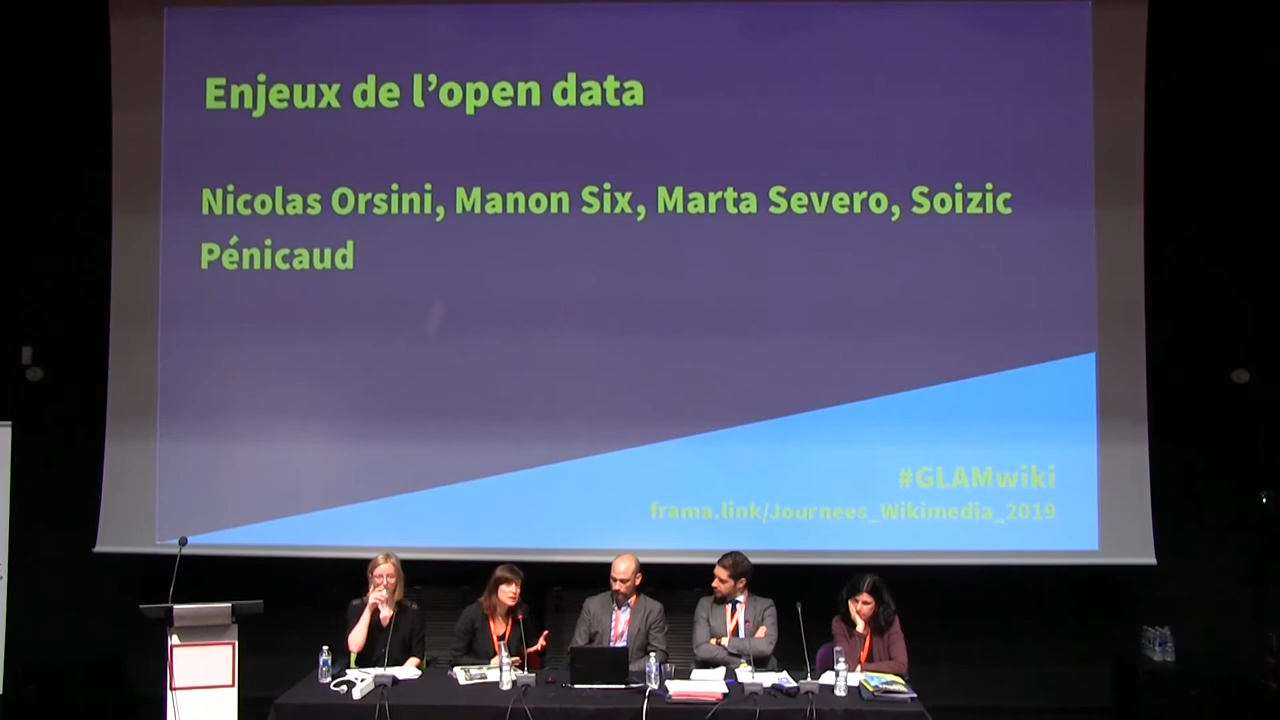 Enjeux de l'open data
Nicolas Orsini, Manon Six, Marta Severo, Soizic
Pénicaud
#GLAMwiki
frama.link/Journees_Wikimedia_2019